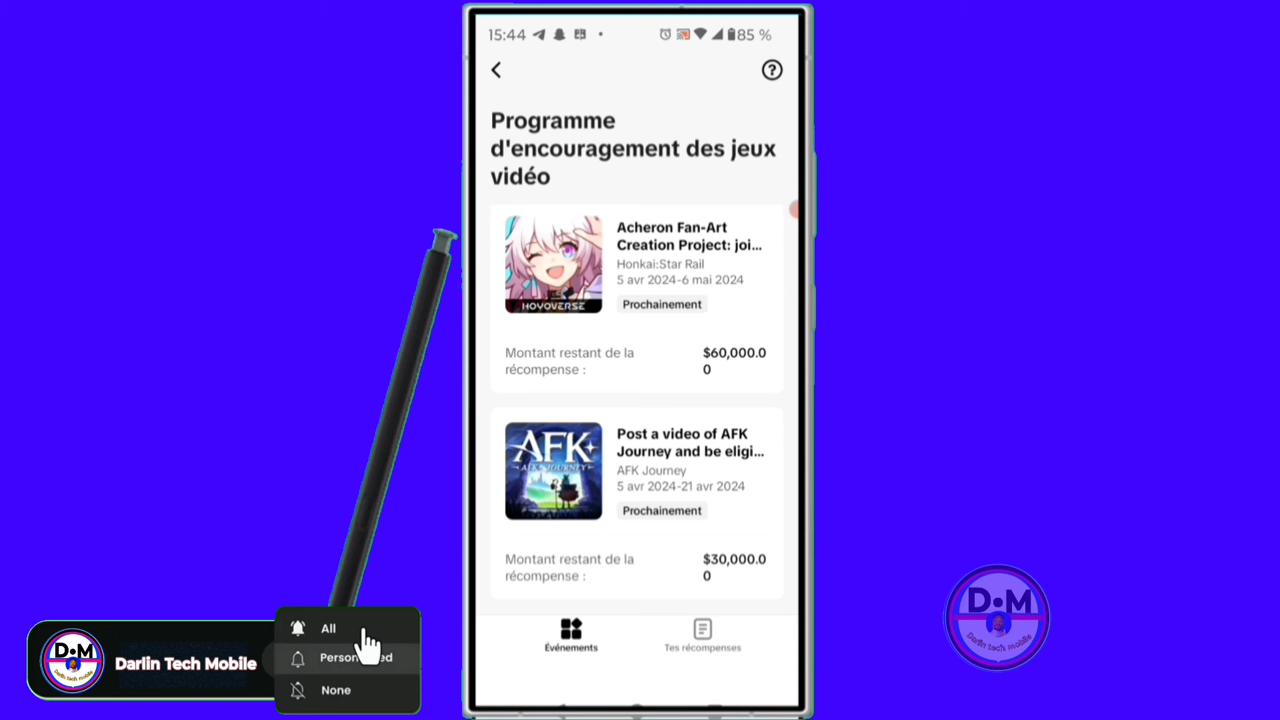 15:44
85 %
Programme
d'encouragement des jeux
vidéo
HOYOVERSE
Acheron Fan-Art
Creation Project: joi...
Honkai:Star Rail
5 avr 2024-6 mai 2024
Prochainement
Montant restant de la
récompense :
$60,000.0
0
AFK
AFK JOURNEY
Post a video of AFK
Journey and be eligi...
AFK Journey
5 avr 2024-21 avr 2024
Prochainement
Montant restant de la
récompense :
$30,000.0
0
Événements
Tes récompenses
D•M
Darlin Tech Mobile
All
None
D•M
Darlin tech mobile